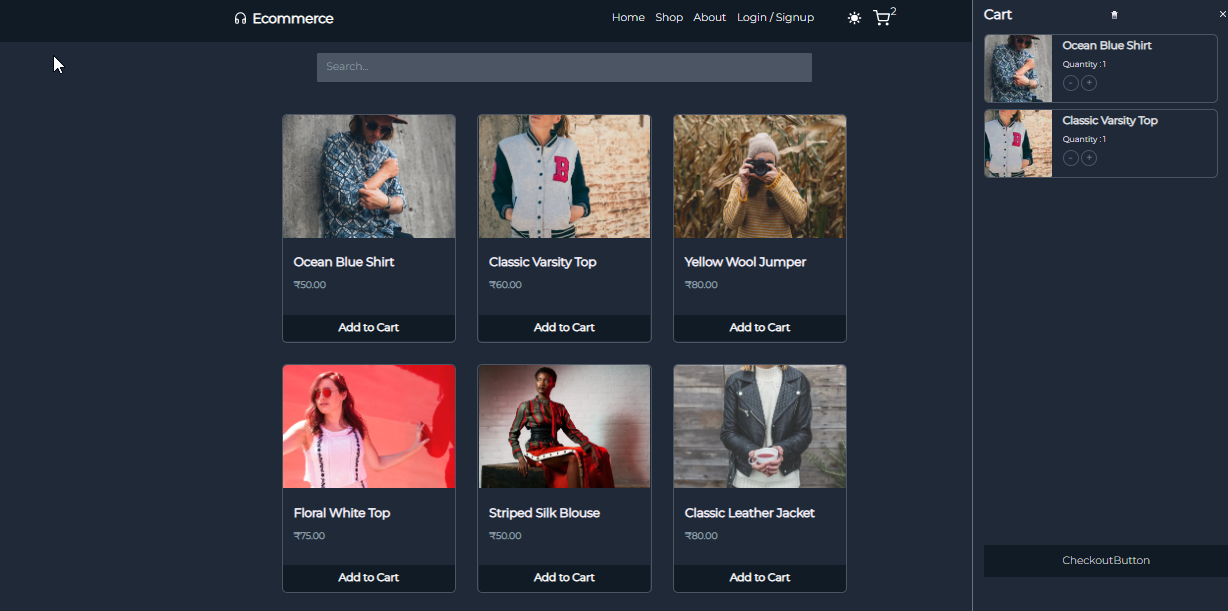 Ecommerce
Home Shop About Login / Signup 2
Search...
Ocean Blue Shirt
₹50.00
Add to Cart
Classic Varsity Top
₹60.00
Add to Cart
Yellow Wool Jumper
₹80.00
Add to Cart
Floral White Top
₹75.00
Add to Cart
Striped Silk Blouse
₹50.00
Add to Cart
Classic Leather Jacket
₹80.00
Add to Cart
Cart
Ocean Blue Shirt
Quantity : 1
- +
Classic Varsity Top
Quantity : 1
- +
CheckoutButton
B
B